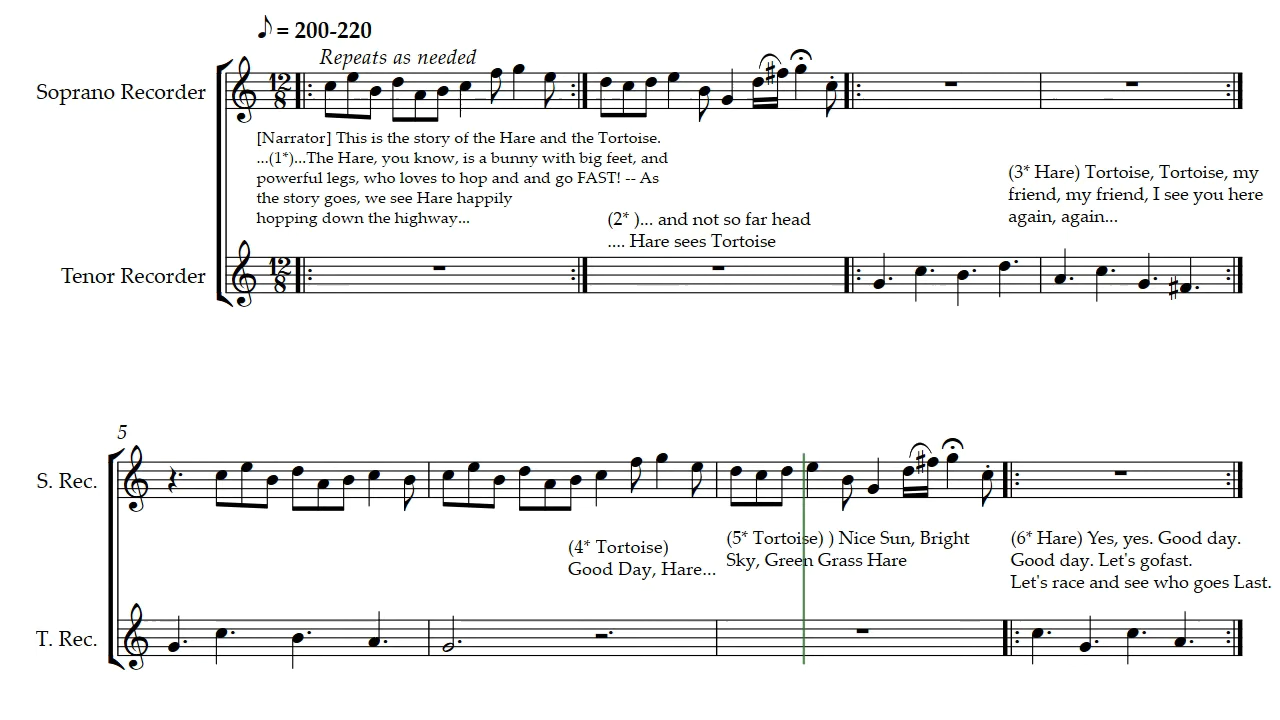 ♪ = 200-220
Repeats as needed
Soprano Recorder
12
8
[Narrator] This is the story of the Hare and the Tortoise.
...(1*)...The Hare, you know, is a bunny with big feet, and
powerful legs, who loves to hop and and go FAST! -- As
the story goes, we see Hare happily
hopping down the highway...
(2* )... and not so far head
.... Hare sees Tortoise
(3* Hare) Tortoise, Tortoise, my
friend, my friend, I see you here
again, again...
Tenor Recorder
12
8
5
S. Rec.
(4* Tortoise)
Good Day, Hare...
(5* Tortoise) ) Nice Sun, Bright
Sky, Green Grass Hare
(6* Hare) Yes, yes. Good day.
Good day. Let's gofast.
Let's race and see who goes Last.
T. Rec.